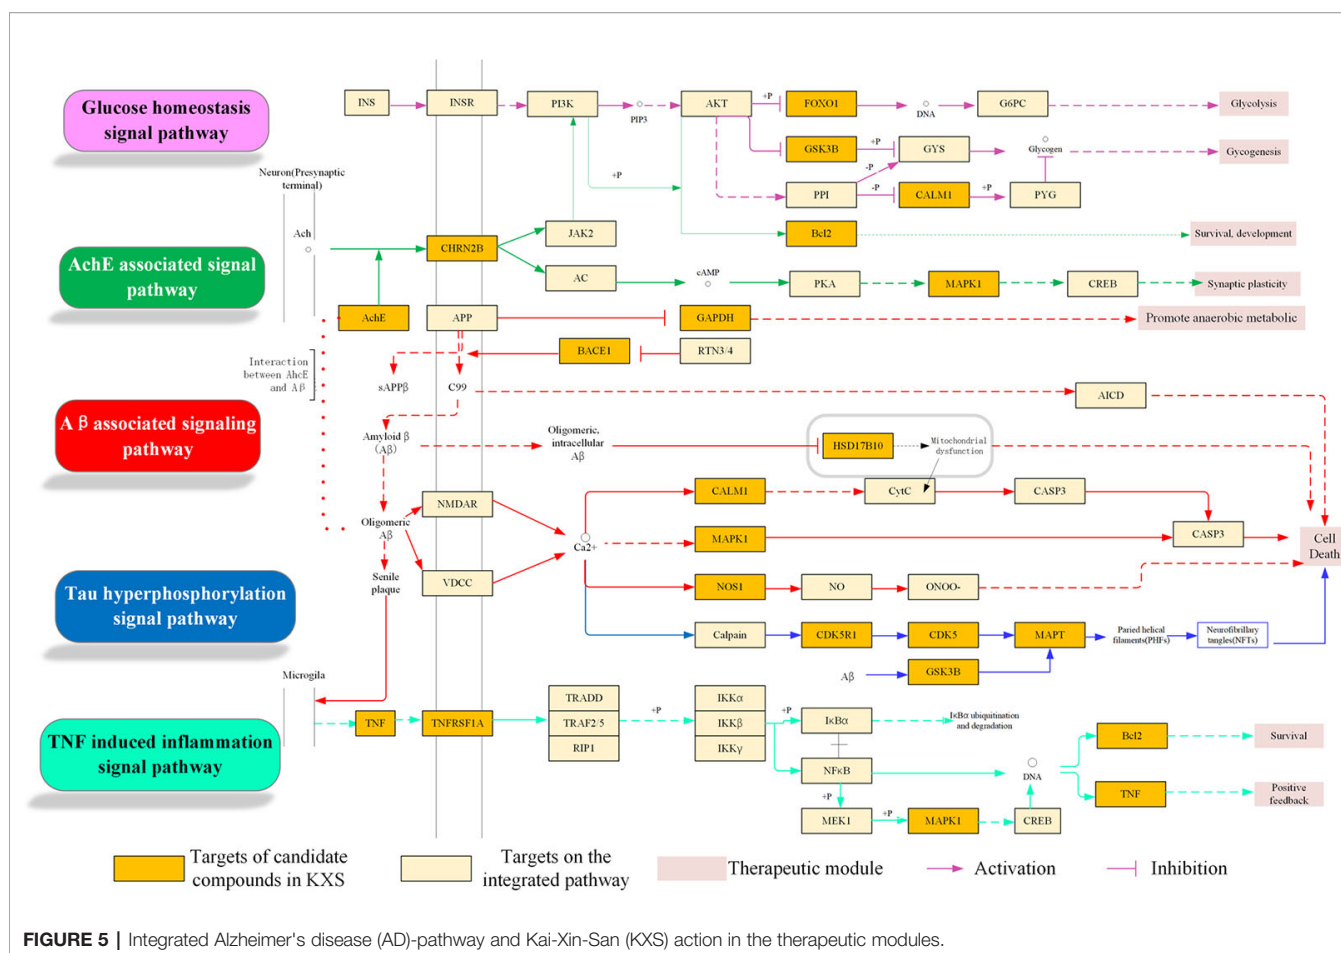 Glucose homeostasis
signal pathway
INS
INSR
PI3K
PIP3
AKT
+P
FOXO1
DNA
G6PC
Glycolysis
GSK3B
+P
GYS
Glycogen
Gycogenesis
+P
-P
PPI
-P
CALM1
+P
PYG
Neuron(Presynaptic
terminal)
Ach
JAK2
Bcl2
Survival, development
AchE associated signal
pathway
CHRN2B
AC
cAMP
PKA
MAPK1
CREB
Synaptic plasticity
AchE
APP
GAPDH
Promote anaerobic metabolic
BACE1
RTN3/4
Interaction
between AhcE
and Aβ
sAPPβ
C99
AICD
Aβ associated signaling
pathway
Amyloid β
(Aβ)
Oligomeric,
intracellular
Aβ
HSD17B10
Mitochondrial
dysfunction
NMDAR
CALM1
CytC
CASP3
Oligomeric
Aβ
Ca2+
MAPK1
CASP3
Cell
Death
Senile
plaque
VDCC
NOS1
NO
ONOO-
Tau hyperphosphorylation
signal pathway
Calpain
CDK5R1
CDK5
MAPT
Paried helical
filaments(PHFs)
Neurofibrillary
tangles(NFTs)
Aβ
GSK3B
Microgila
TNF induced inflammation
signal pathway
TNF
TNFRSF1A
TRADD
TRAF2/5
RIP1
+P
IKKα
IKKβ
IKKγ
+P
IκBα
IκBα ubiquitination
and degradation
NFκB
DNA
Bcl2
Survival
TNF
Positive
feedback
+P
MEK1
+P
MAPK1
CREB
Targets of candidate
compounds in KXS
Targets on the
integrated pathway
Therapeutic module
Activation
Inhibition
FIGURE 5 | Integrated Alzheimer's disease (AD)-pathway and Kai-Xin-San (KXS) action in the therapeutic modules.